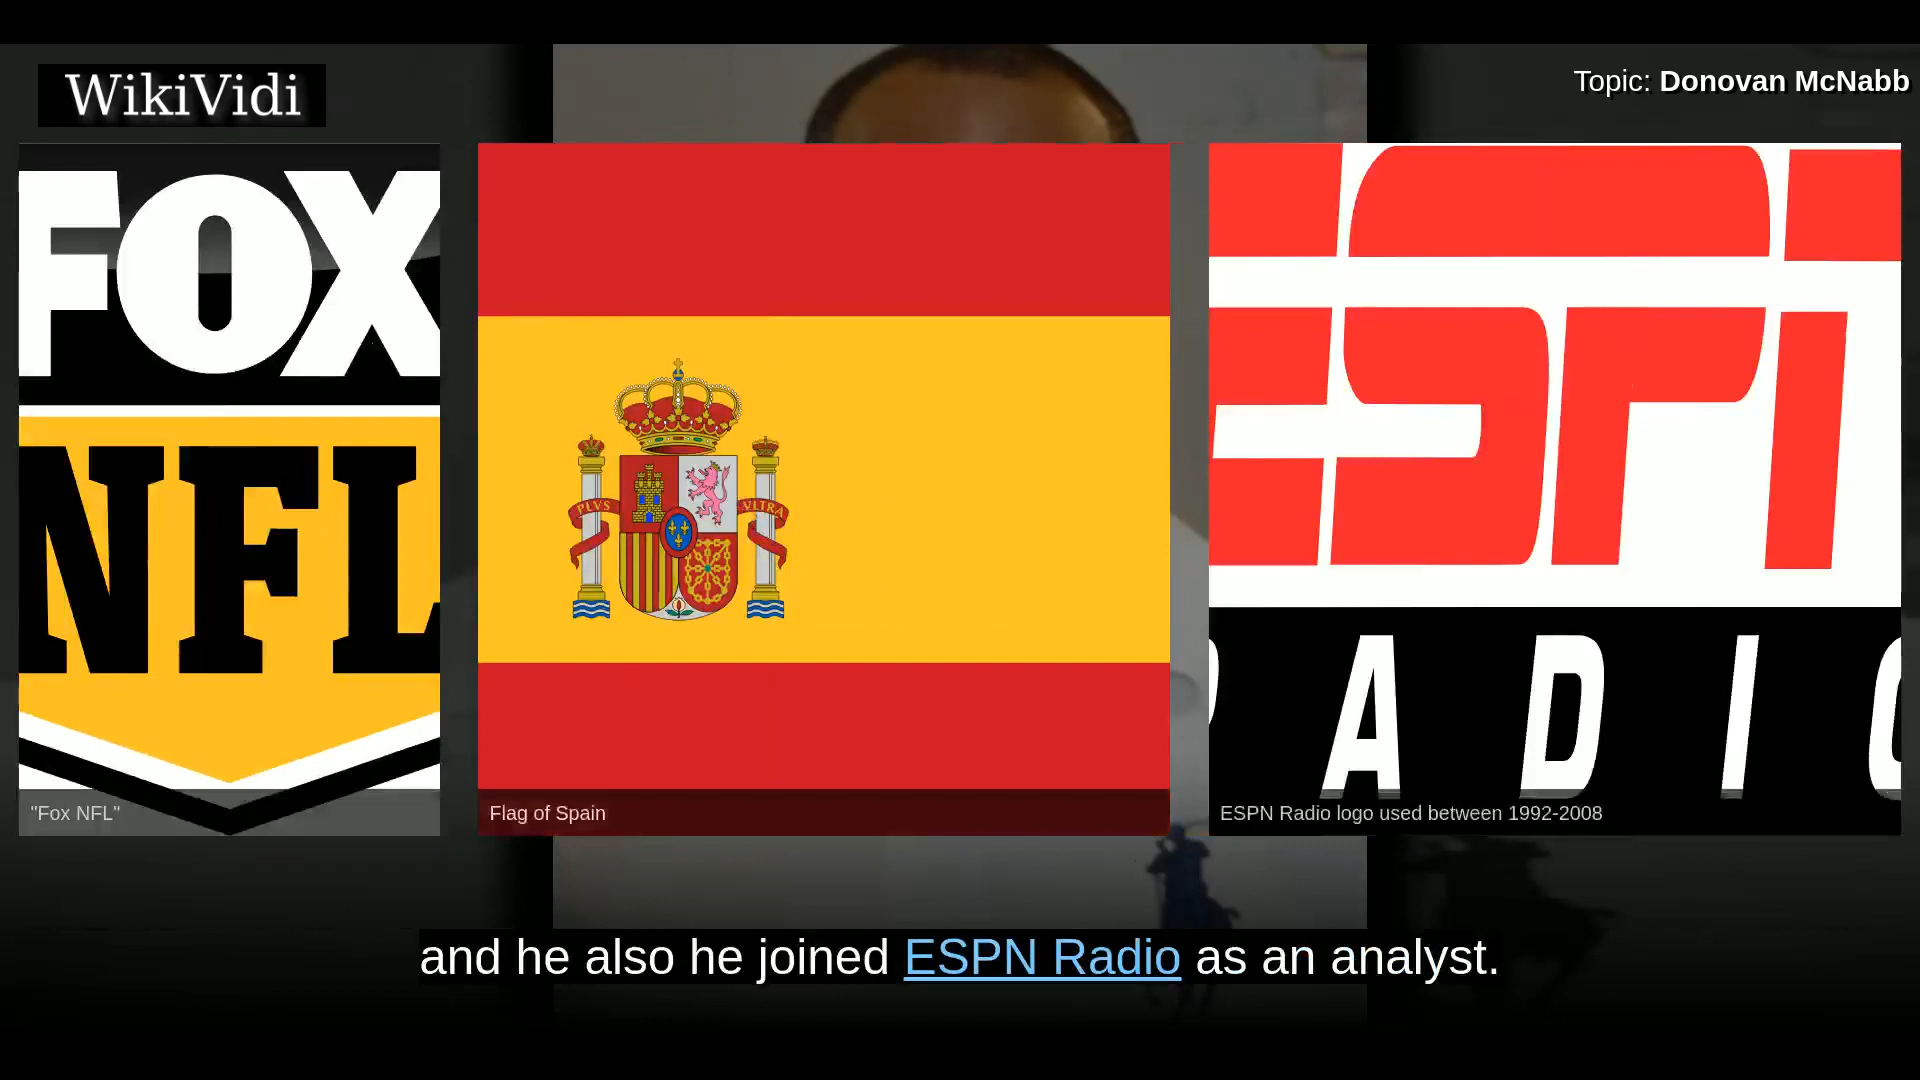 WikiVidi
Topic: Donovan McNabb
FOX
NFL
"Fox NFL"
PLVS VLTRA
Flag of Spain
ESPN
RADIO
ESPN Radio logo used between 1992-2008
and he also he joined ESPN Radio as an analyst.